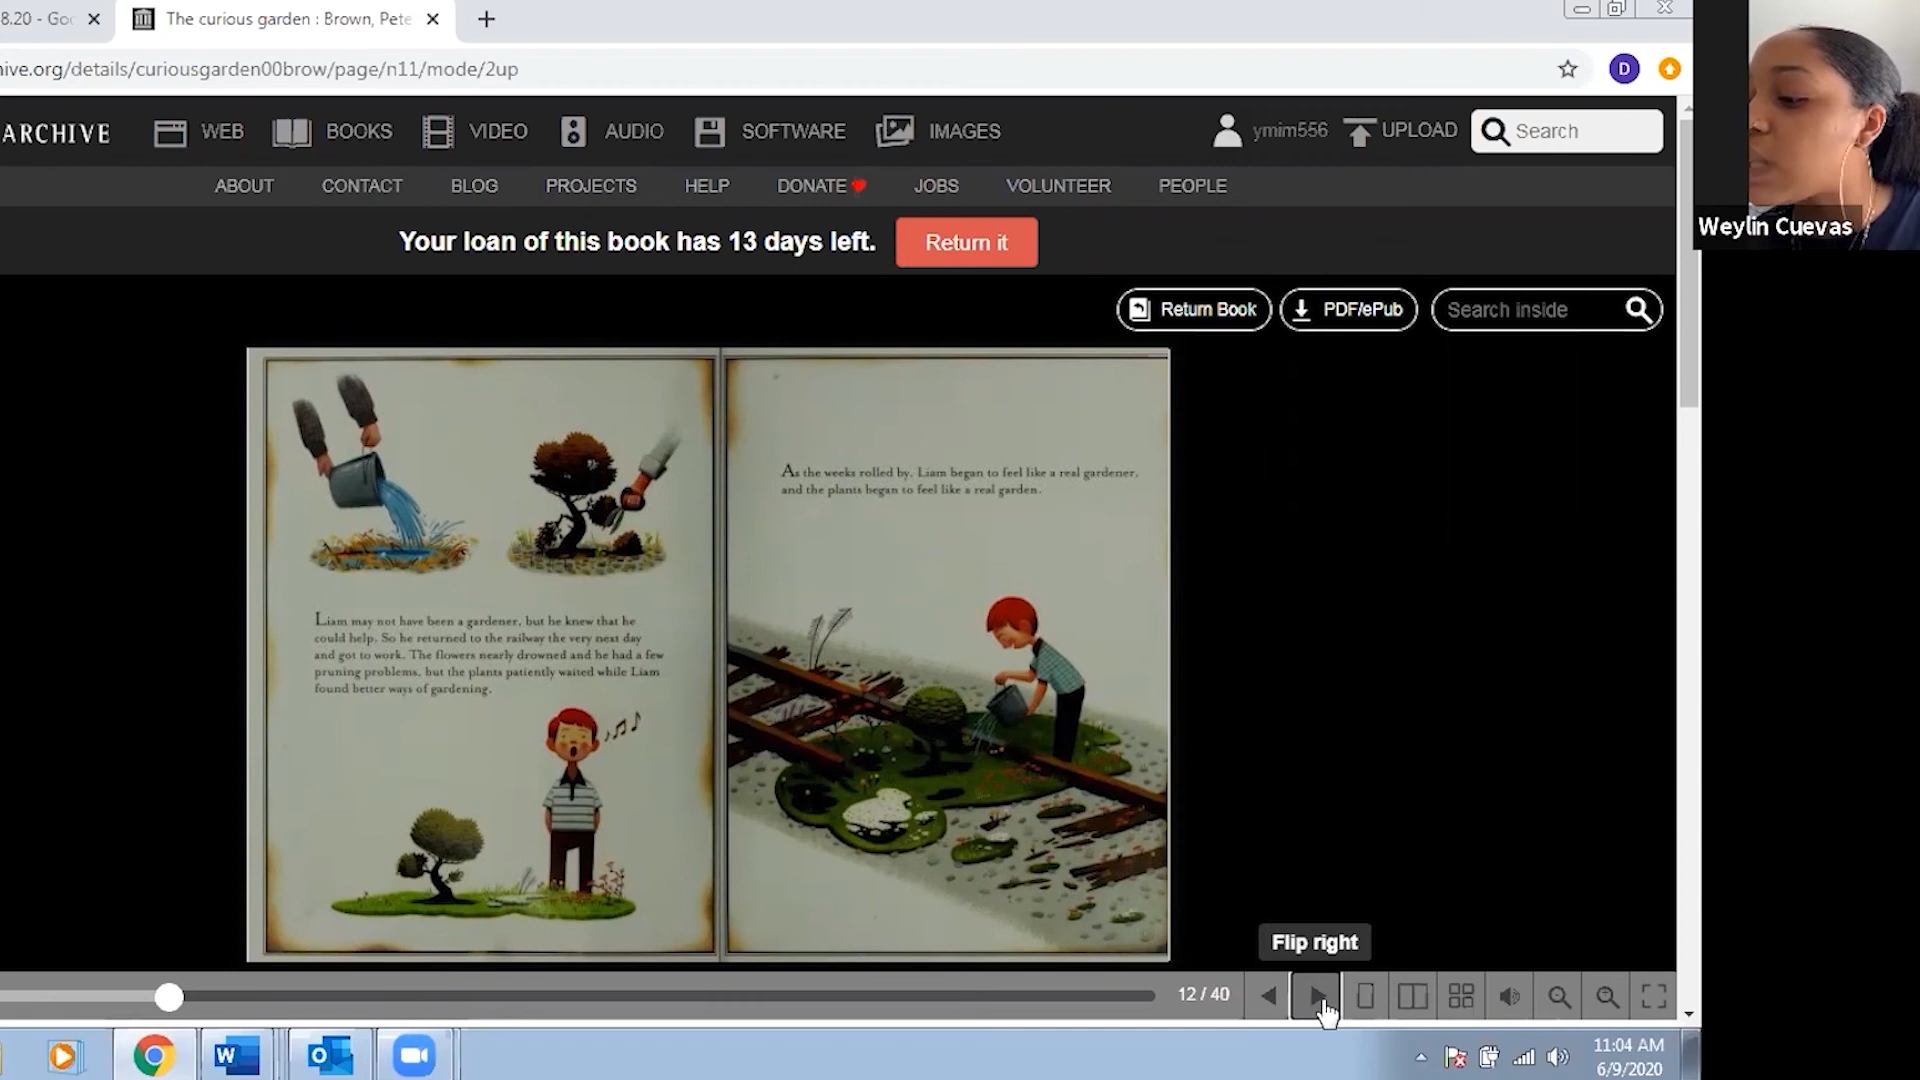 8.20 - Goo
The curious garden : Brown, Pete
hive.org/details/curiousgarden00brow/page/n11/mode/2up
D
ARCHIVE
WEB
BOOKS
VIDEO
AUDIO
SOFTWARE
IMAGES
ymim556
UPLOAD
Search
ABOUT
CONTACT
BLOG
PROJECTS
HELP
DONATE
JOBS
VOLUNTEER
PEOPLE
Weylin Cuevas
Your loan of this book has 13 days left.
Return it
Return Book
PDF/ePub
Search inside
Liam may not have been a gardener, but he knew that he
could help. So he returned to the railway the very next day
and got to work. The flowers nearly drowned and he had a few
pruning problems, but the plants patiently waited while Liam
found better ways of gardening.
As the weeks rolled by, Liam began to feel like a real gardener,
and the plants began to feel like a real garden.
Flip right
12 / 40
W
O
11:04 AM
6/9/2020